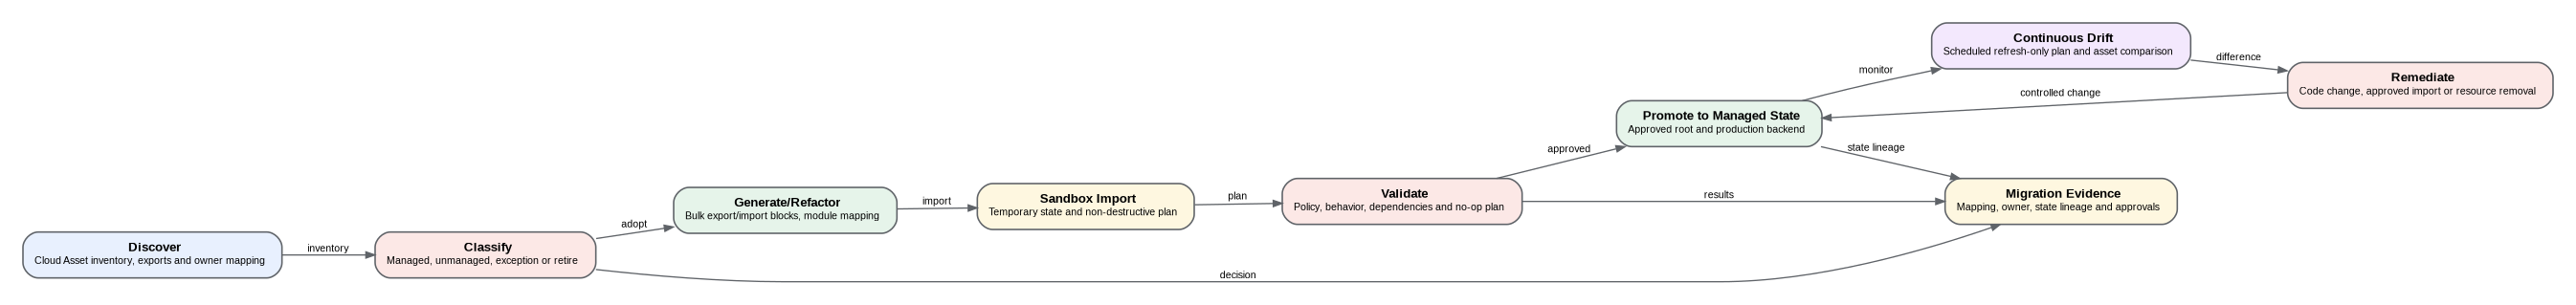 Discover
Cloud Asset inventory, exports and owner mapping
inventory
Classify
Managed, unmanaged, exception or retire
adopt
decision
Generate/Refactor
Bulk export/import blocks, module mapping
import
Sandbox Import
Temporary state and non-destructive plan
plan
Validate
Policy, behavior, dependencies and no-op plan
approved
results
Promote to Managed State
Approved root and production backend
monitor
state lineage
Continuous Drift
Scheduled refresh-only plan and asset comparison
difference
Remediate
Code change, approved import or resource removal
controlled change
Migration Evidence
Mapping, owner, state lineage and approvals